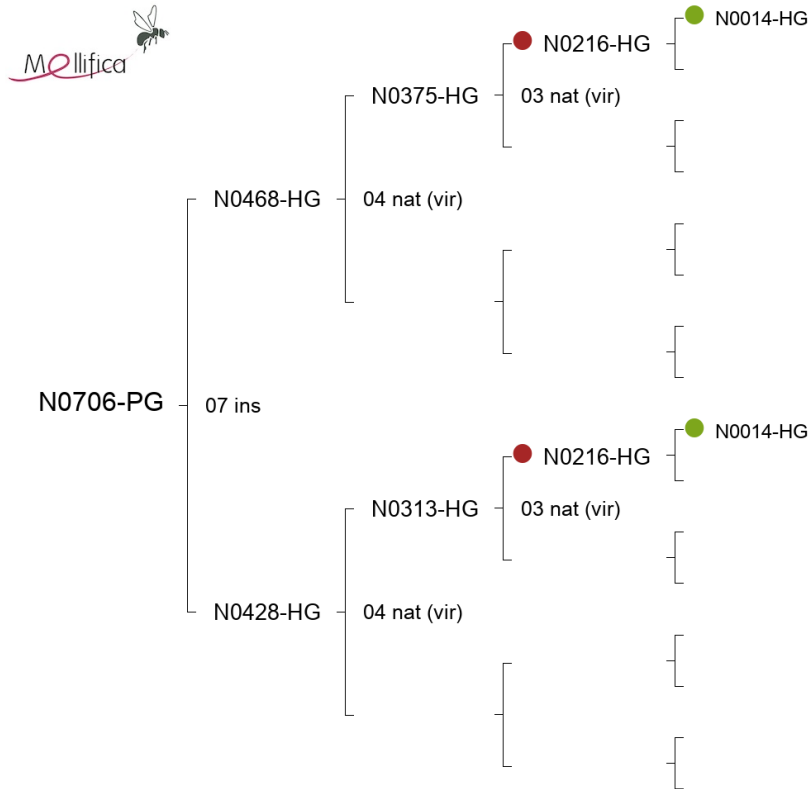 Mellifica
N0014-HG
N0216-HG
N0375-HG
03 nat (vir)
N0468-HG
04 nat (vir)
N0706-PG
07 ins
N0014-HG
N0216-HG
N0313-HG
03 nat (vir)
N0428-HG
04 nat (vir)